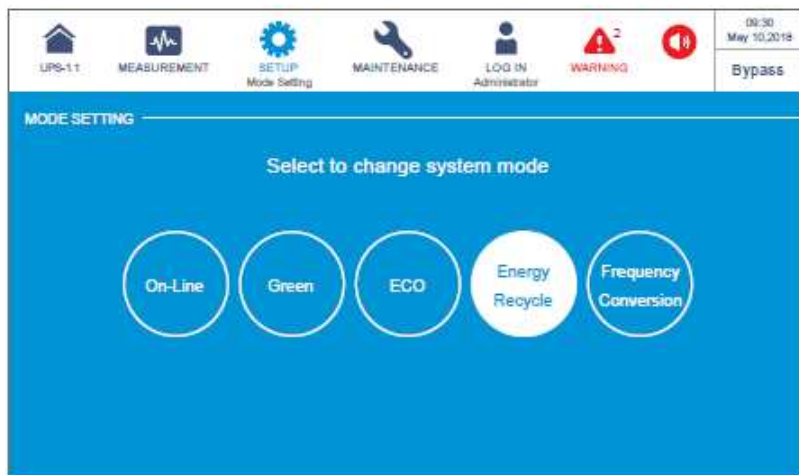 UPS-1.1
MEASUREMENT
SETUP
Mode Setting
MAINTENANCE
LOG IN
Administrator
2
WARNING
09:30
May 10,2018
Bypass
MODE SETTING
Select to change system mode
On-Line
Green
ECO
Energy
Recycle
Frequency
Conversion